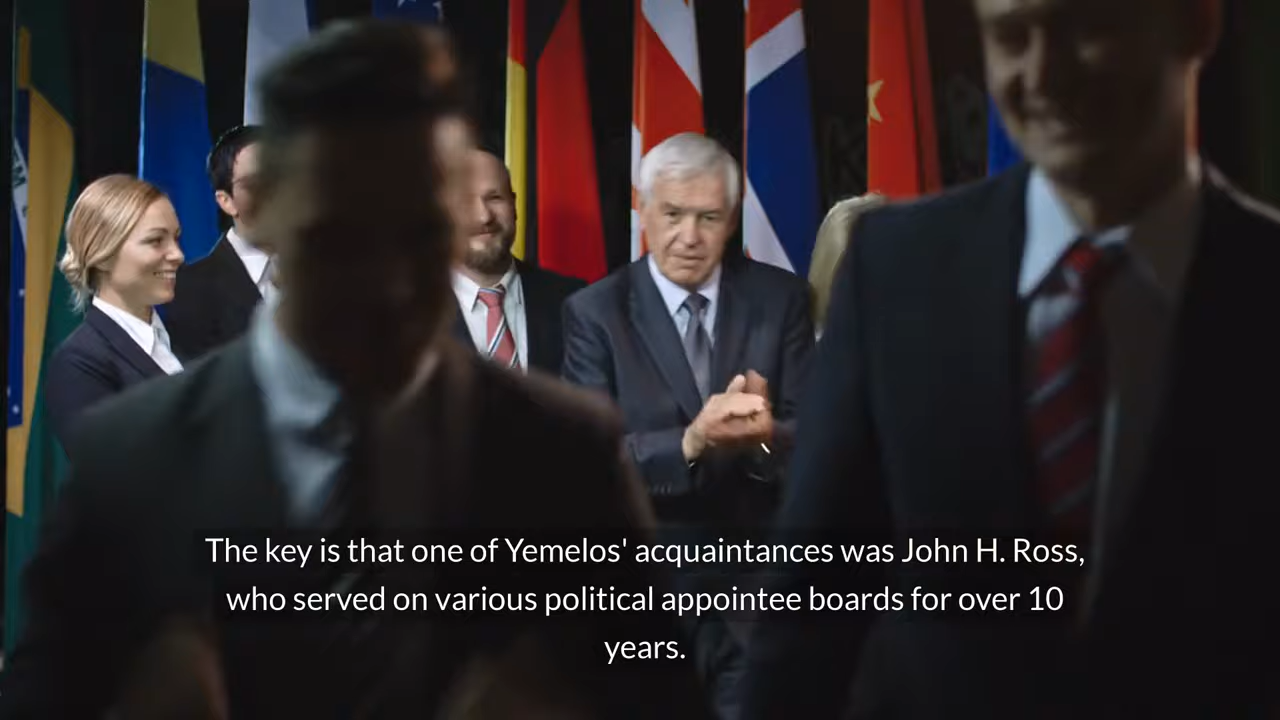 The key is that one of Yemelos' acquaintances was John H. Ross,
who served on various political appointee boards for over 10
years.